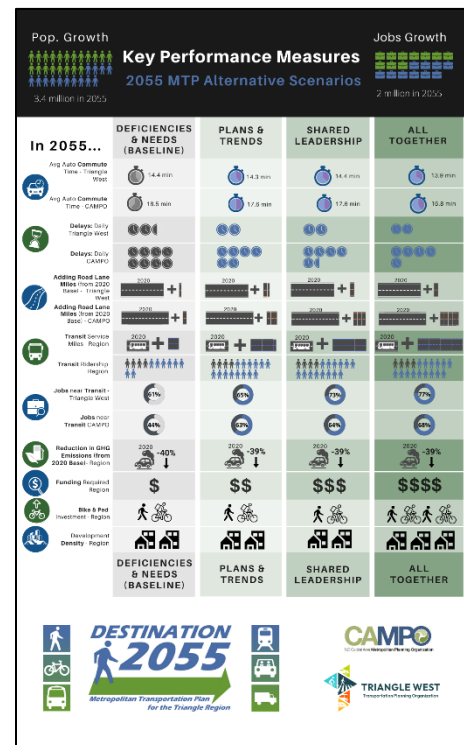 Pop. Growth
3.4 million in 2055
Key Performance Measures
2055 MTP Alternative Scenarios
Jobs Growth
2 million in 2055
In 2055...
DEFICIENCIES
& NEEDS
(BASELINE)
PLANS &
TRENDS
SHARED
LEADERSHIP
ALL
TOGETHER
Avg Auto Commute
Time - Triangle
West
14.4 min
14.3 min
14.4 min
13.9 min
Avg Auto Commute
Time - CAMPO
18.5 min
17.6 min
17.6 min
16.8 min
Delays: Daily
Triangle West
Delays: Daily
CAMPO
Adding Road Lane
Miles (from 2020
Base) - Triangle
West
2020
2020
2020
2020
Adding Road Lane
Miles (from 2020
Base) - CAMPO
2020
2020
2020
2020
Transit Service
Miles - Region
2020
2020
2020
2020
Transit Ridership
Region
Jobs near Transit -
Triangle West
61%
65%
73%
77%
Jobs near
Transit CAMPO
44%
63%
64%
68%
Reduction in GHG
Emissions (from
2020 Base) - Region
2020
-40%
2020
-39%
2020
-39%
2020
-39%
Funding Required
Region
$
$$
$$$
$$$$
Bike & Ped
Investment - Region
Development
Density - Region
DEFICIENCIES
& NEEDS
(BASELINE)
PLANS &
TRENDS
SHARED
LEADERSHIP
ALL
TOGETHER
DESTINATION
2055
Metropolitan Transportation Plan
for the Triangle Region
CAMPO
NC Capital Area Metropolitan Planning Organization
TRIANGLE WEST
Transportation Planning Organization